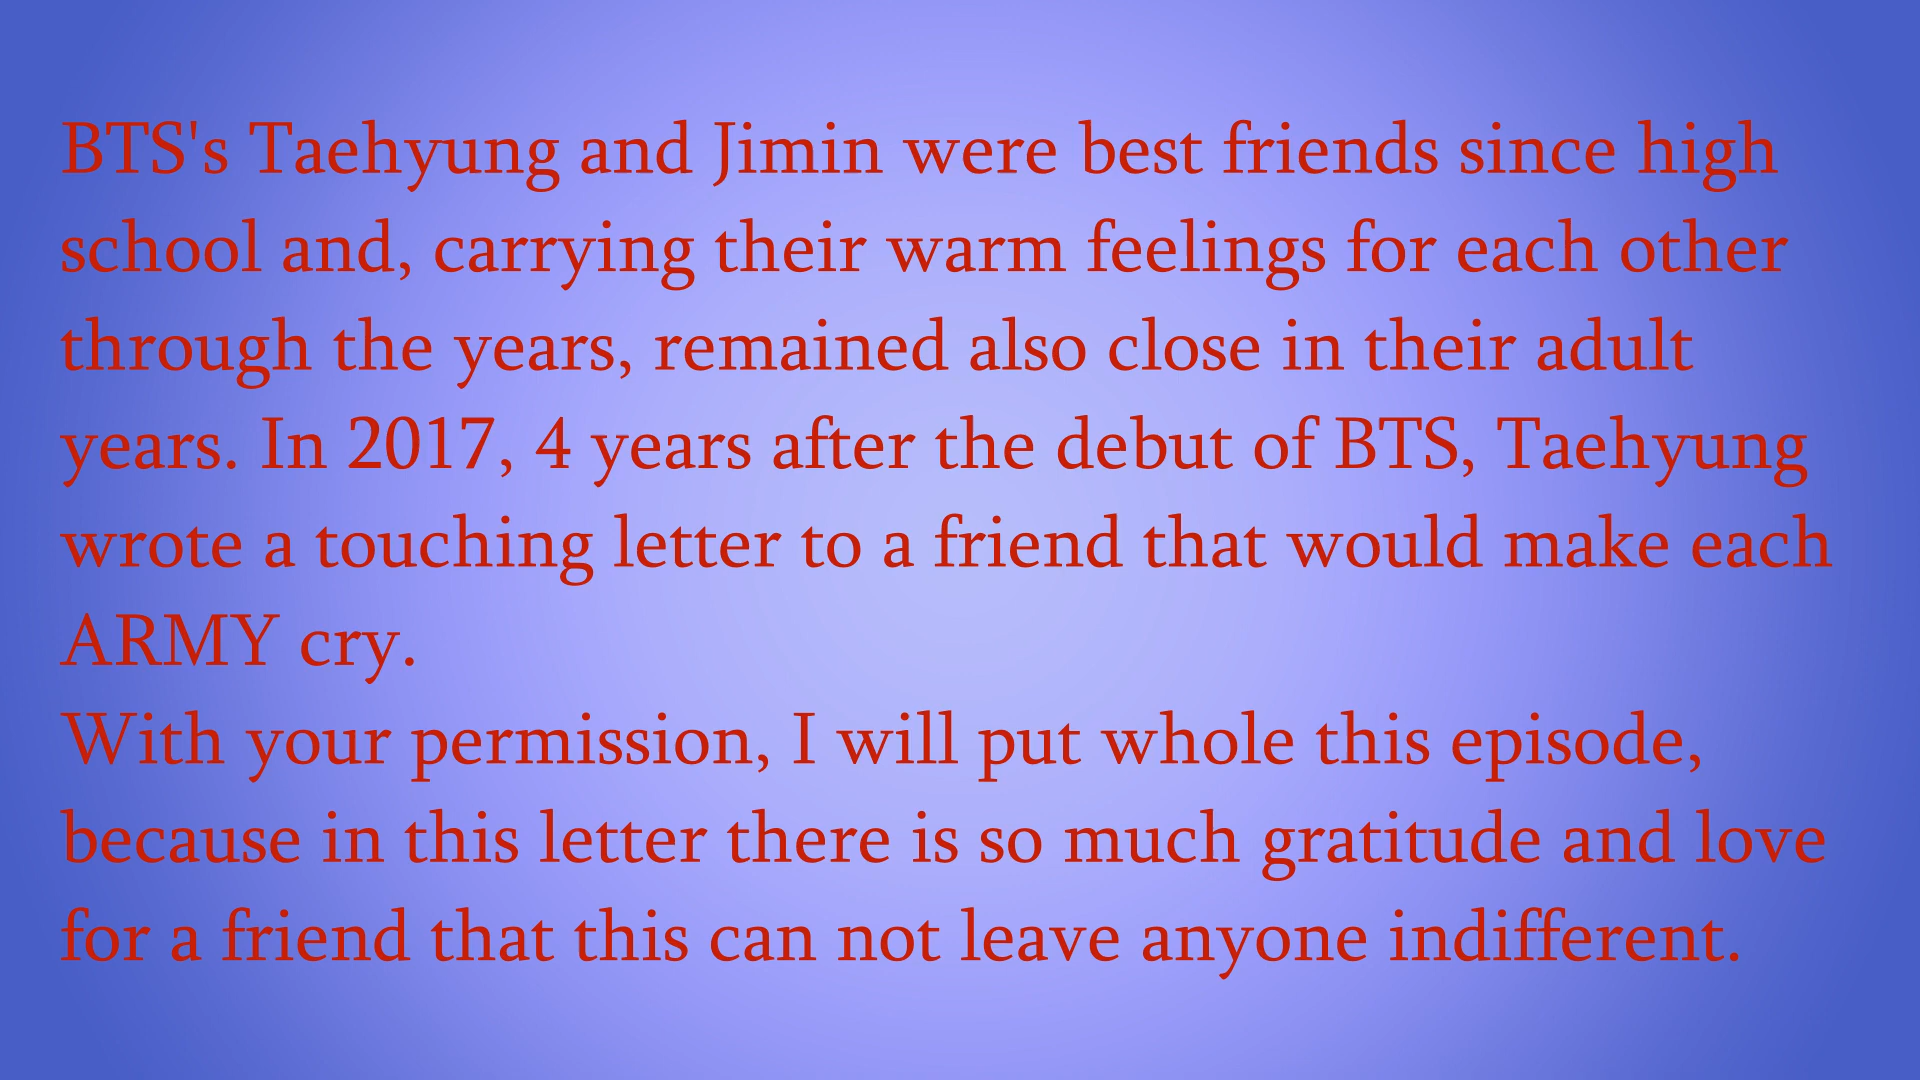 BTS's Taehyung and Jimin were best friends since high
school and, carrying their warm feelings for each other
through the years, remained also close in their adult
years. In 2017, 4 years after the debut of BTS, Taehyung
wrote a touching letter to a friend that would make each
ARMY cry.
With your permission, I will put whole this episode,
because in this letter there is so much gratitude and love
for a friend that this can not leave anyone indifferent.